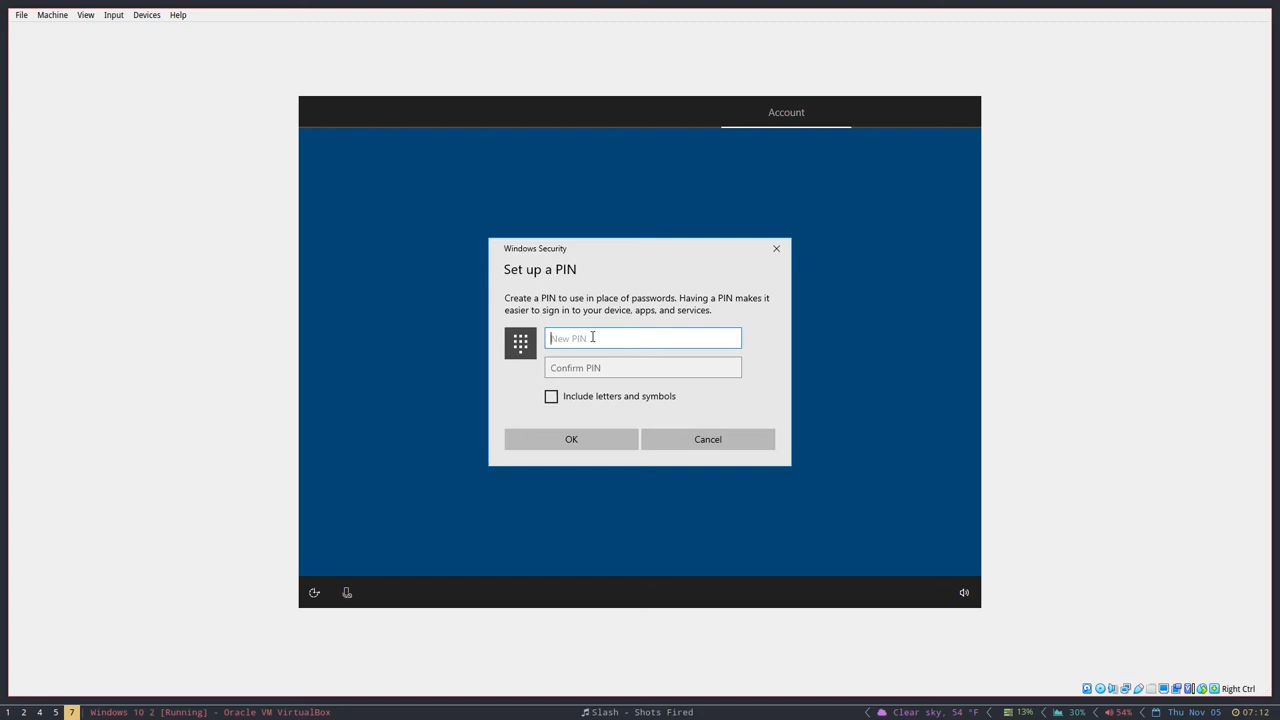 File Machine View Input Devices Help
Account
Windows Security
Set up a PIN
Create a PIN to use in place of passwords. Having a PIN makes it
easier to sign in to your device, apps, and services.
New PIN
Confirm PIN
Include letters and symbols
OK Cancel
Right Ctrl
1 2 4 5 7 Windows 10 2 [Running] - Oracle VM VirtualBox Slash - Shots Fired Clear sky, 54 °F 13% 30% 54% Thu Nov 05 07:12